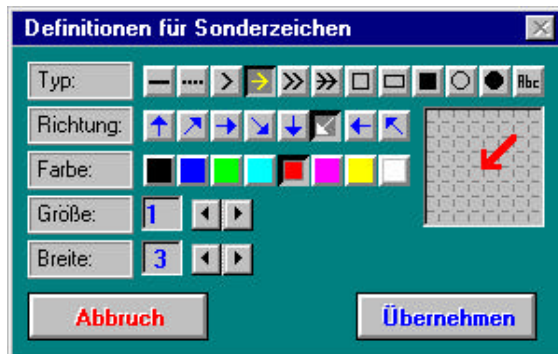 Definitionen für Sonderzeichen
Typ: Abc
Richtung:
Farbe:
Größe: 1
Breite: 3
Abbruch Übernehmen